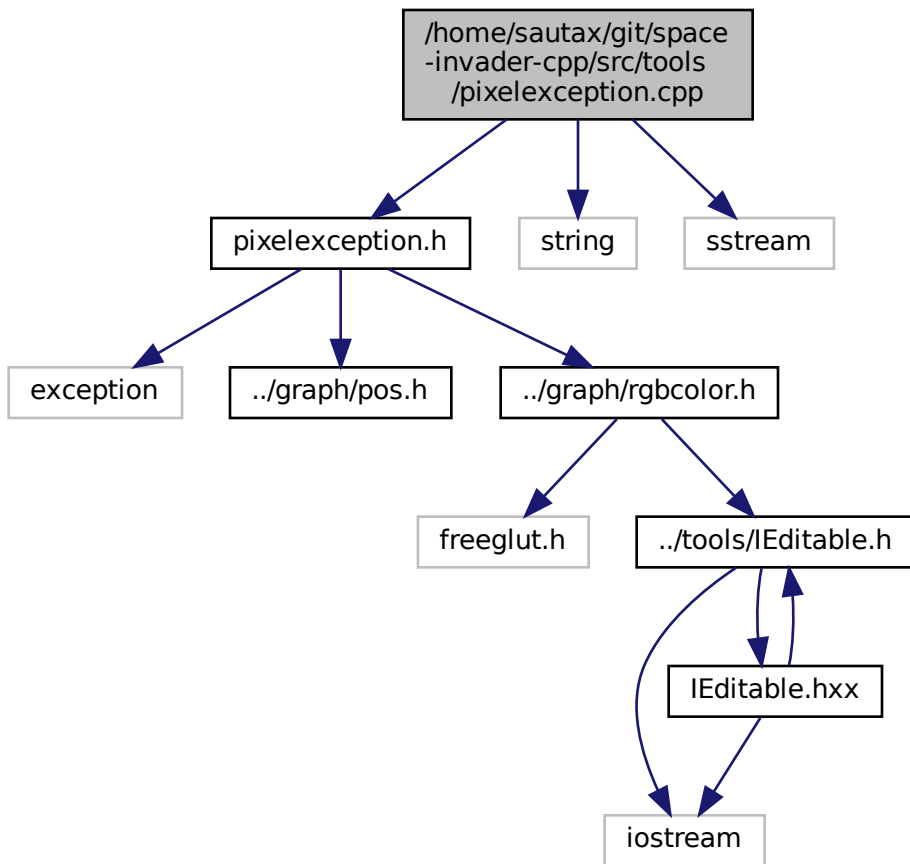 /home/sautax/git/space
-invader-cpp/src/tools
/pixelexception.cpp
pixelexception.h
string
sstream
exception
../graph/pos.h
../graph/rgbcolor.h
freeglut.h
../tools/IEditable.h
IEditable.hxx
iostream